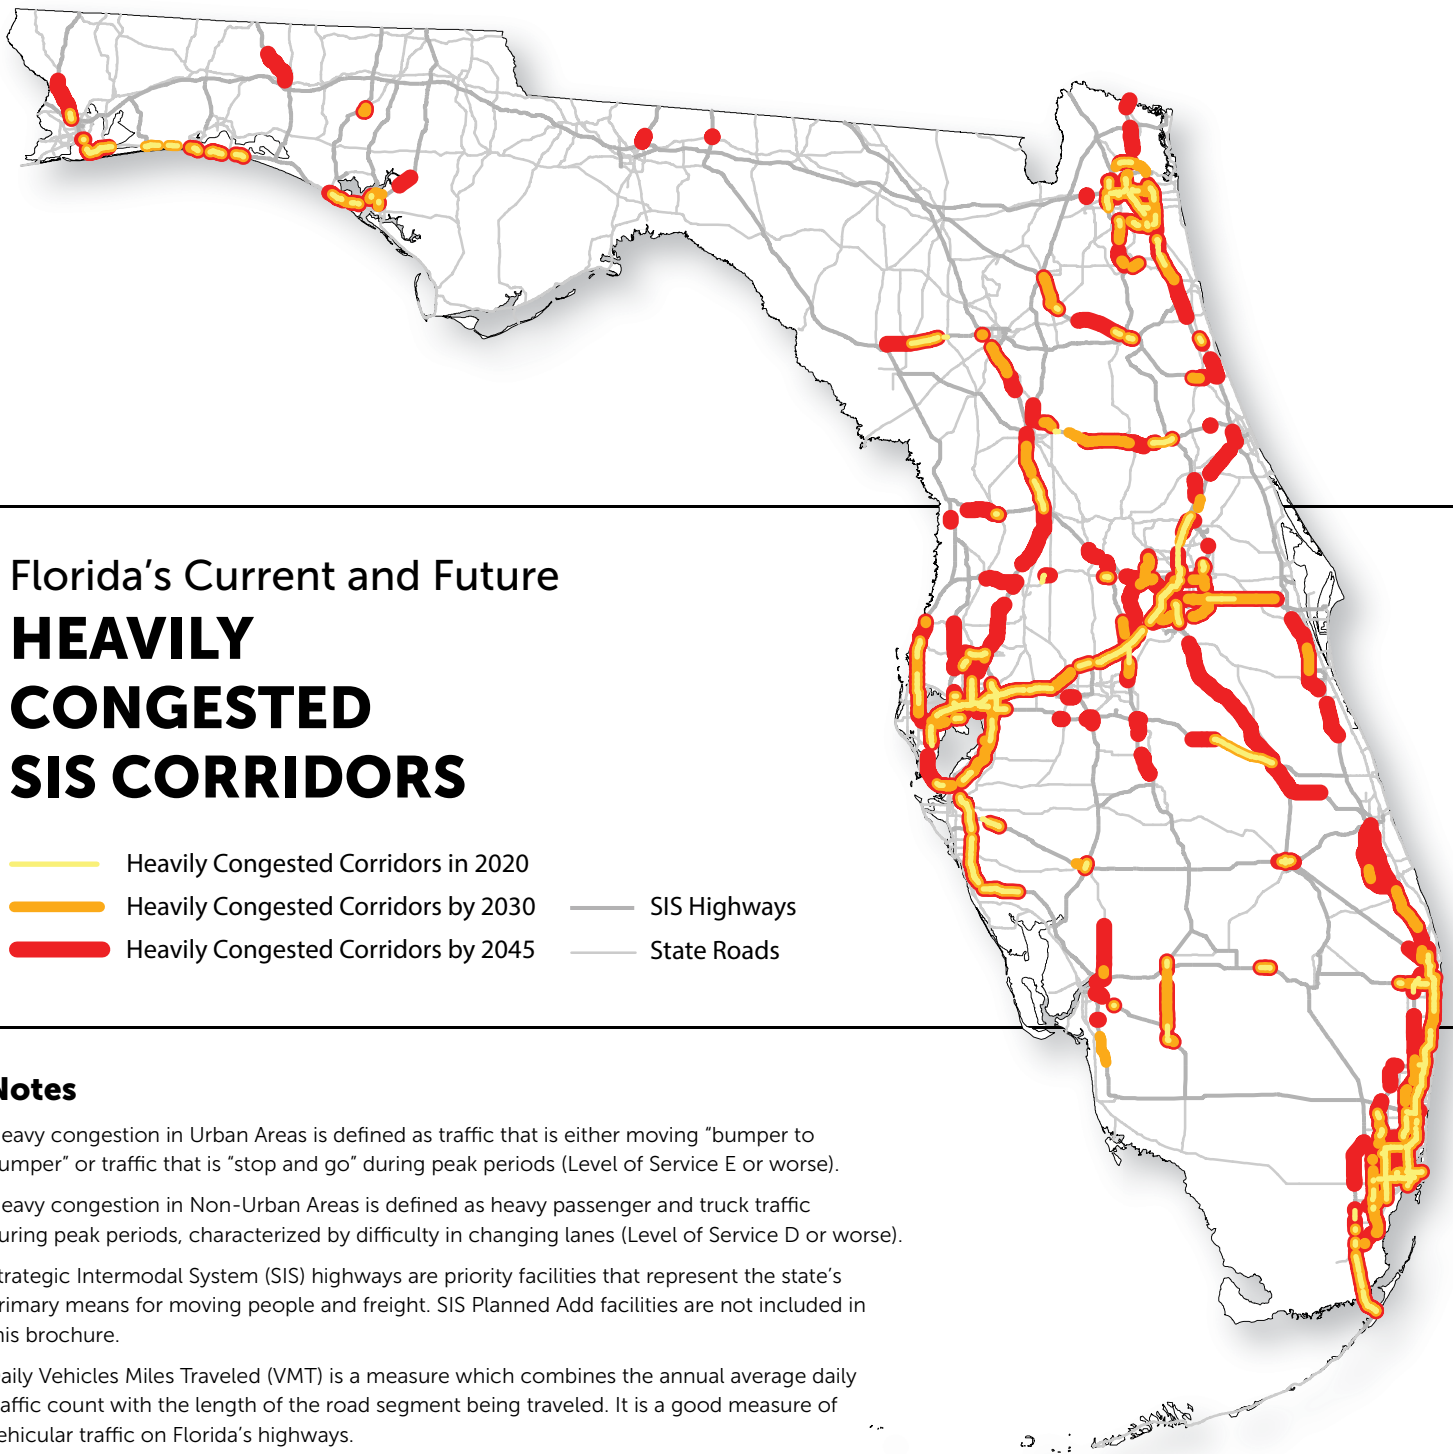 Florida's Current and Future
HEAVILY
CONGESTED
SIS CORRIDORS
Heavily Congested Corridors in 2020
Heavily Congested Corridors by 2030
SIS Highways
Heavily Congested Corridors by 2045
State Roads
Notes
eavy congestion in Urban Areas is defined as traffic that is either moving “bumper to
umper” or traffic that is “stop and go” during peak periods (Level of Service E or worse).
eavy congestion in Non-Urban Areas is defined as heavy passenger and truck traffic
uring peak periods, characterized by difficulty in changing lanes (Level of Service D or worse).
trategic Intermodal System (SIS) highways are priority facilities that represent the state’s
rimary means for moving people and freight. SIS Planned Add facilities are not included in
his brochure.
aily Vehicles Miles Traveled (VMT) is a measure which combines the annual average daily
affic count with the length of the road segment being traveled. It is a good measure of
ehicular traffic on Florida’s highways.